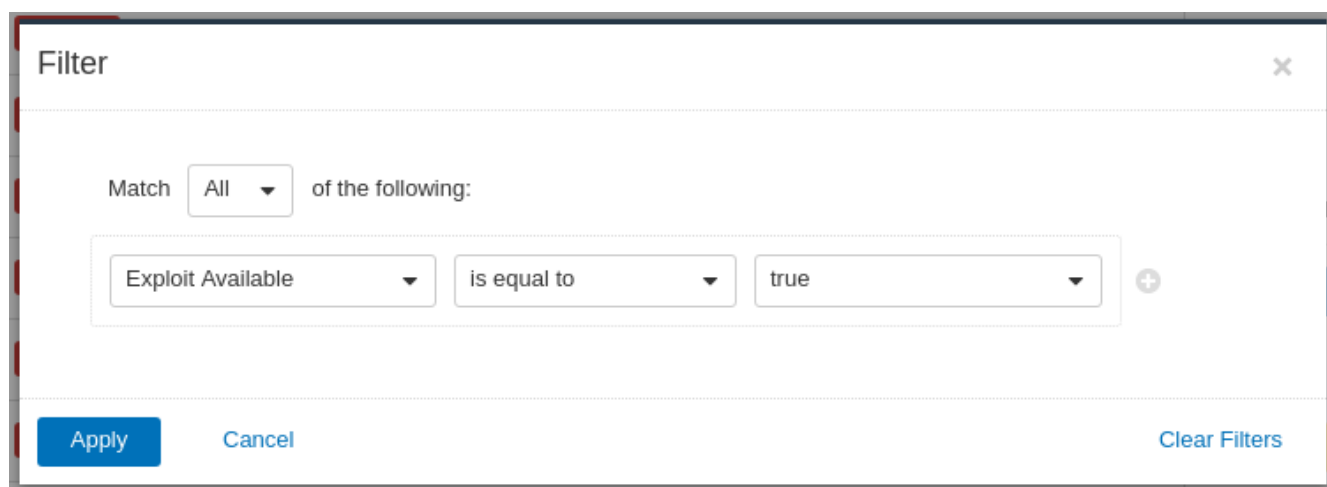 Filter
Match All of the following:
Exploit Available is equal to true
Apply Cancel Clear Filters